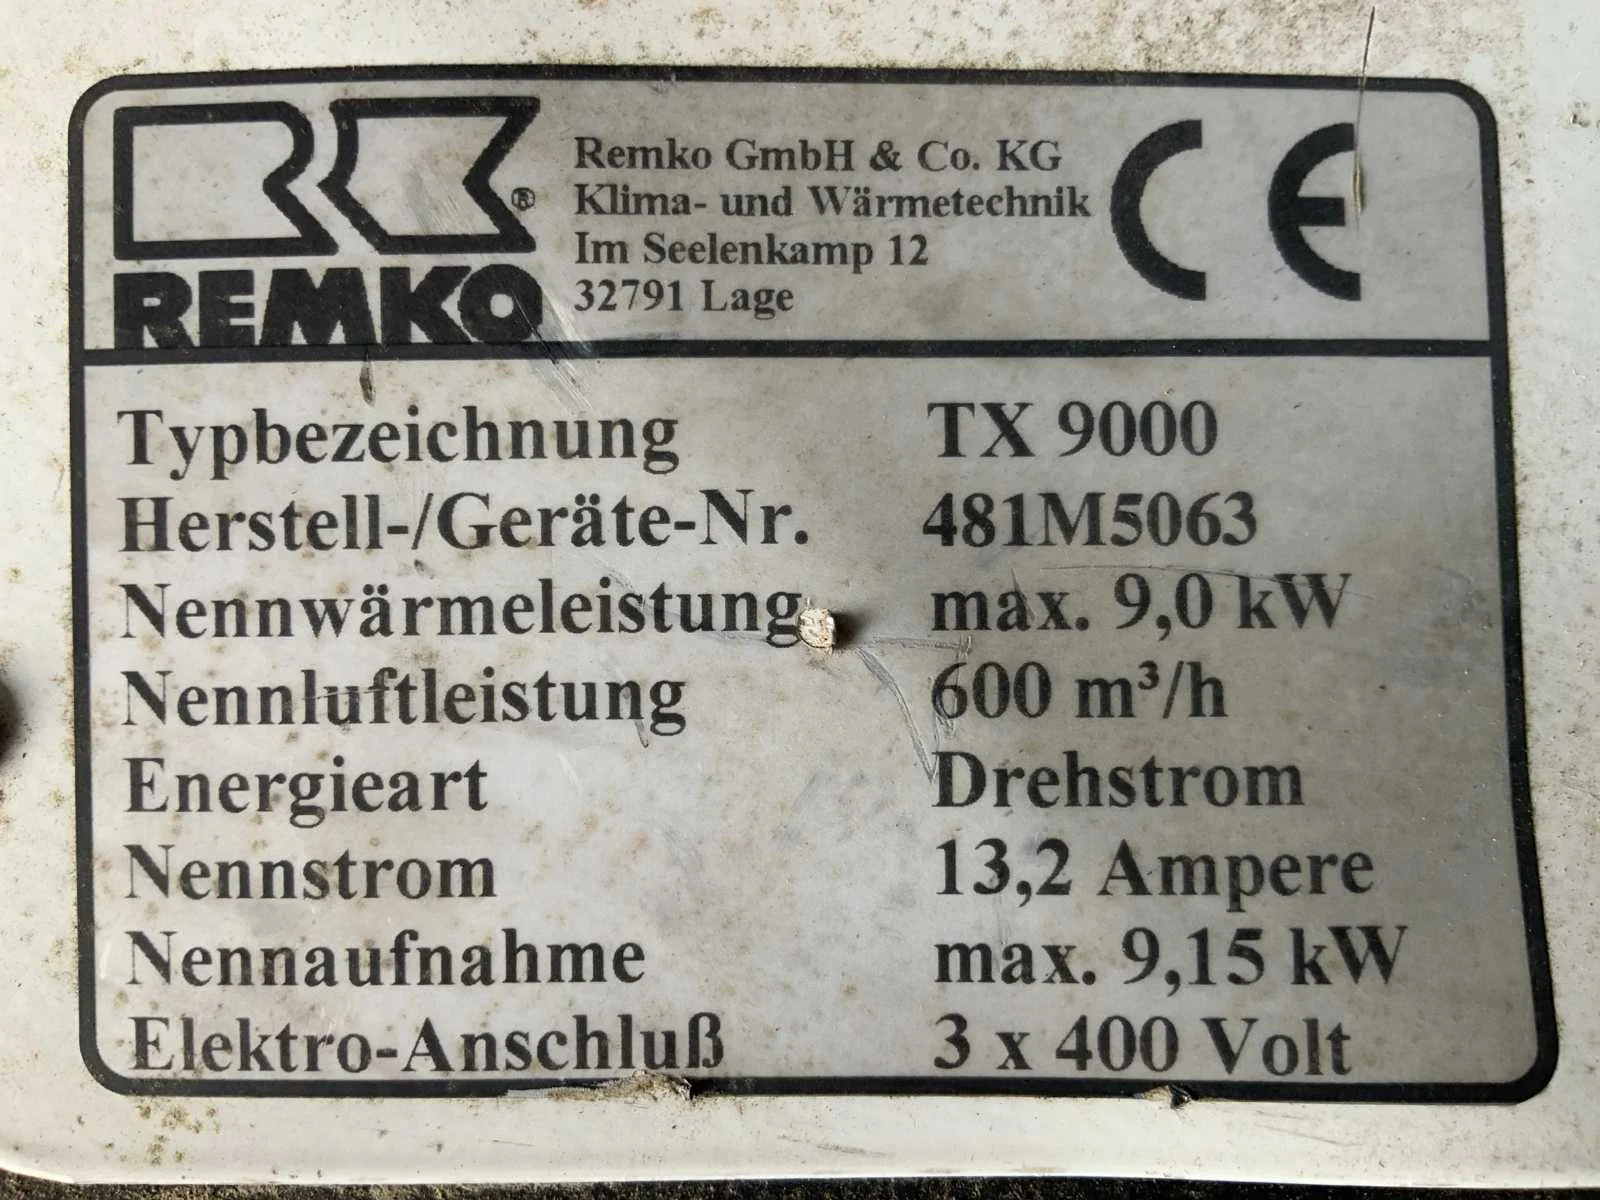 REMKO®
Remko GmbH & Co. KG
Klima- und Wärmetechnik
Im Seelenkamp 12
32791 Lage
CE
Typbezeichnung TX 9000
Herstell-/Geräte-Nr. 481M5063
Nennwärmeleistung max. 9,0 kW
Nennluftleistung 600 m³/h
Energieart Drehstrom
Nennstrom 13,2 Ampere
Nennaufnahme max. 9,15 kW
Elektro-Anschluß 3 x 400 Volt